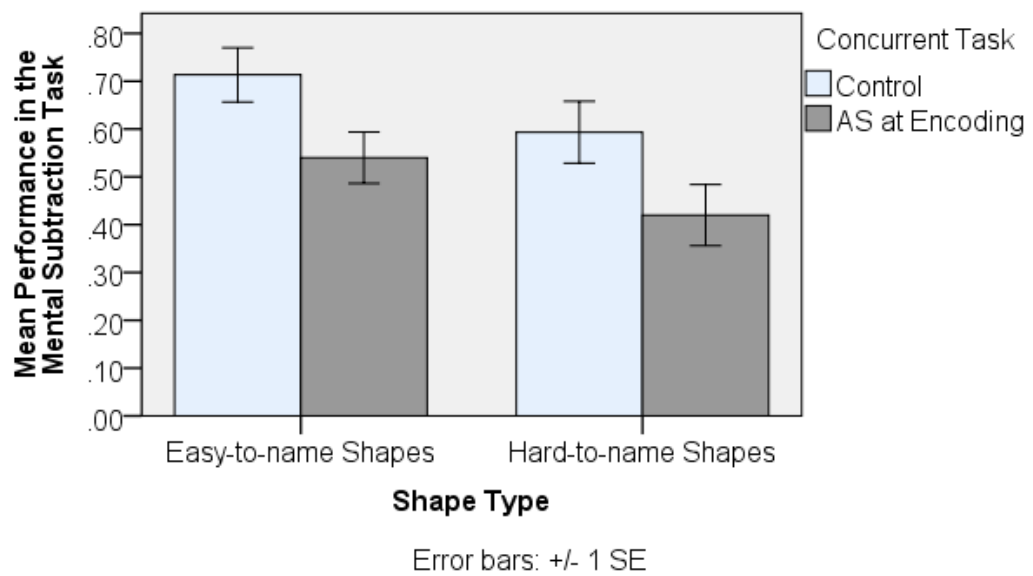 Mean Performance in the
Mental Subtraction Task
.80
.70
.60
.50
.40
.30
.20
.10
.00
Easy-to-name Shapes
Hard-to-name Shapes
Shape Type
Error bars: +/- 1 SE
Concurrent Task
Control
AS at Encoding